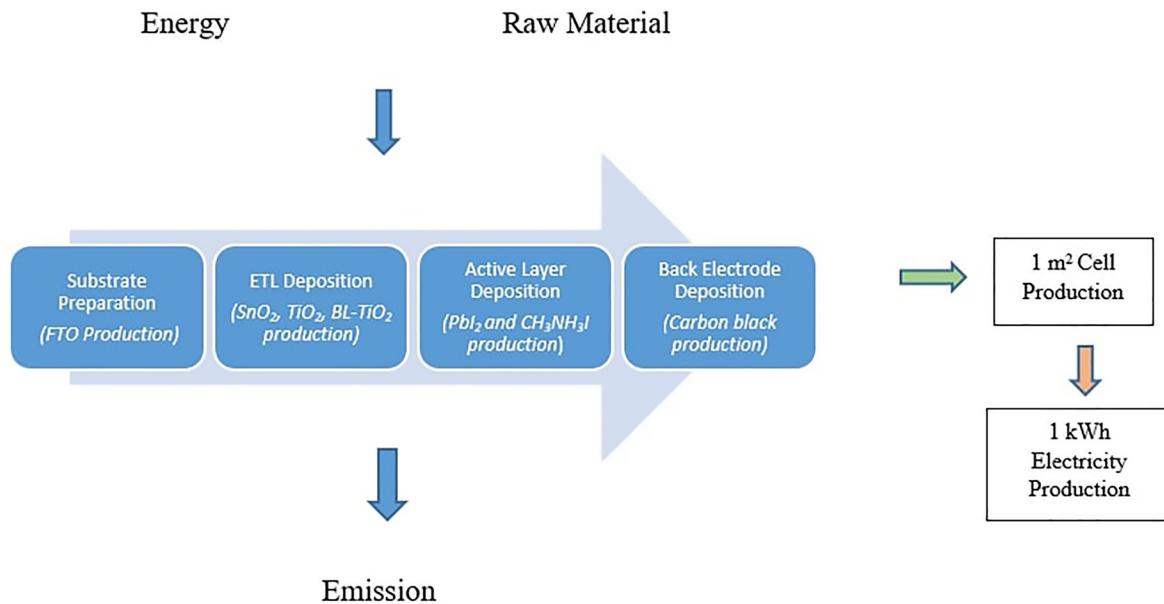 Energy
Raw Material
Substrate
Preparation
(FTO Production)
ETL Deposition
(SnO₂, TiO₂, BL-TiO₂
production)
Active Layer
Deposition
(PbI₂ and CH₃NH₃I
production)
Back Electrode
Deposition
(Carbon black
production)
1 m² Cell
Production
1 kWh
Electricity
Production
Emission